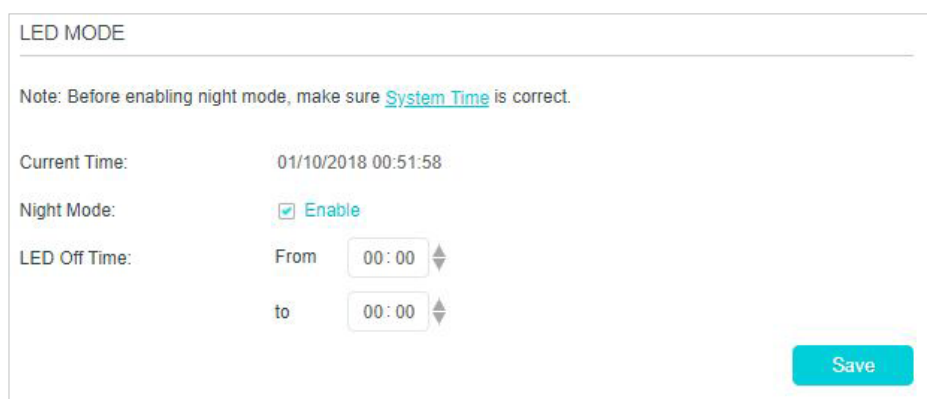 LED MODE
Note: Before enabling night mode, make sure System Time is correct.
Current Time: 01/10/2018 00:51:58
Night Mode: Enable
LED Off Time: From 00:00
to 00:00
Save